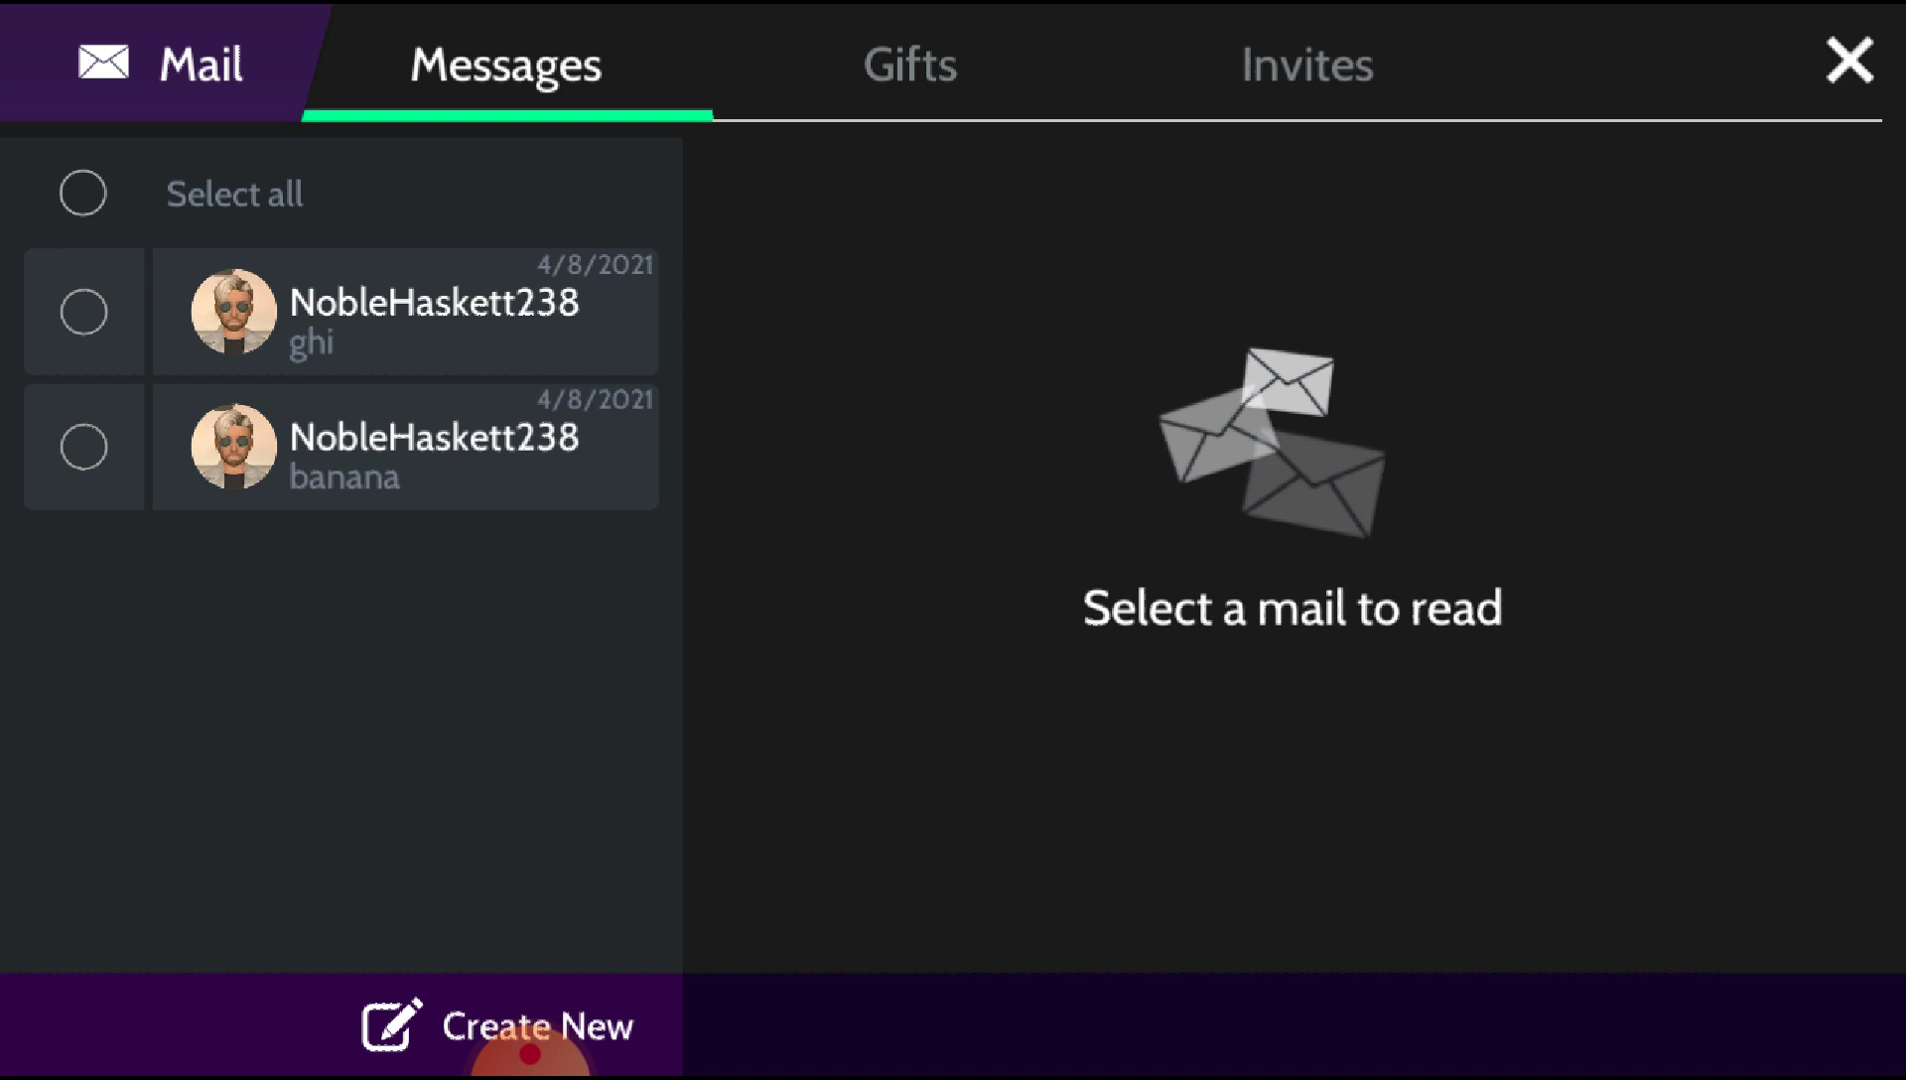 Mail
Messages
Gifts
Invites
Select all
4/8/2021
NobleHaskett238
ghi
4/8/2021
NobleHaskett238
banana
Select a mail to read
Create New